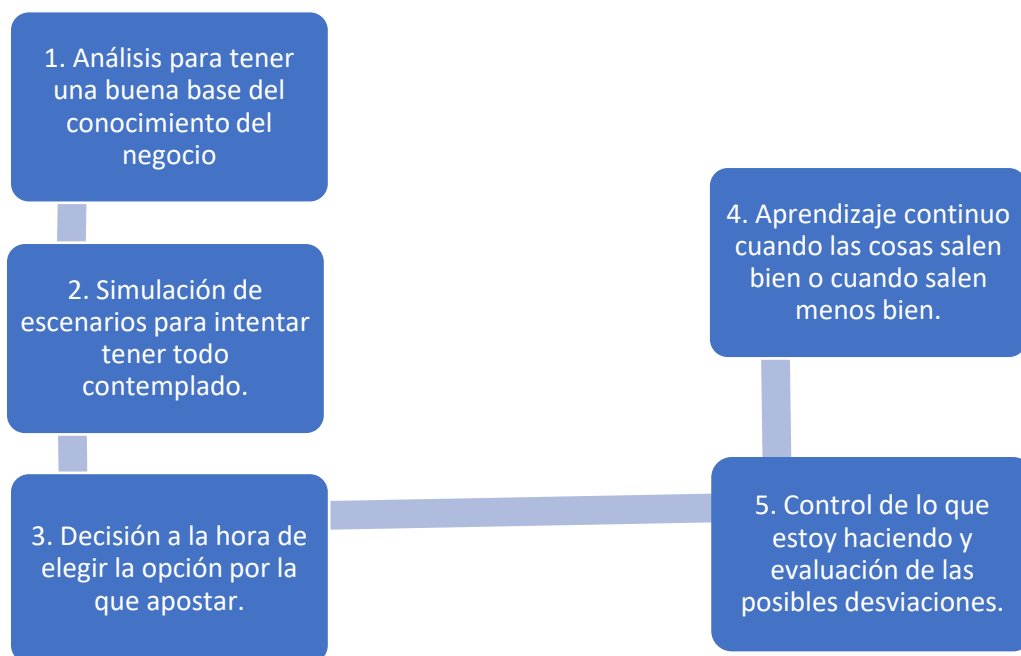 1. Análisis para tener
una buena base del
conocimiento del
negocio
2. Simulación de
escenarios para intentar
tener todo
contemplado.
3. Decisión a la hora de
elegir la opción por la
que apostar.
4. Aprendizaje continuo
cuando las cosas salen
bien o cuando salen
menos bien.
5. Control de lo que
estoy haciendo y
evaluación de las
posibles desviaciones.